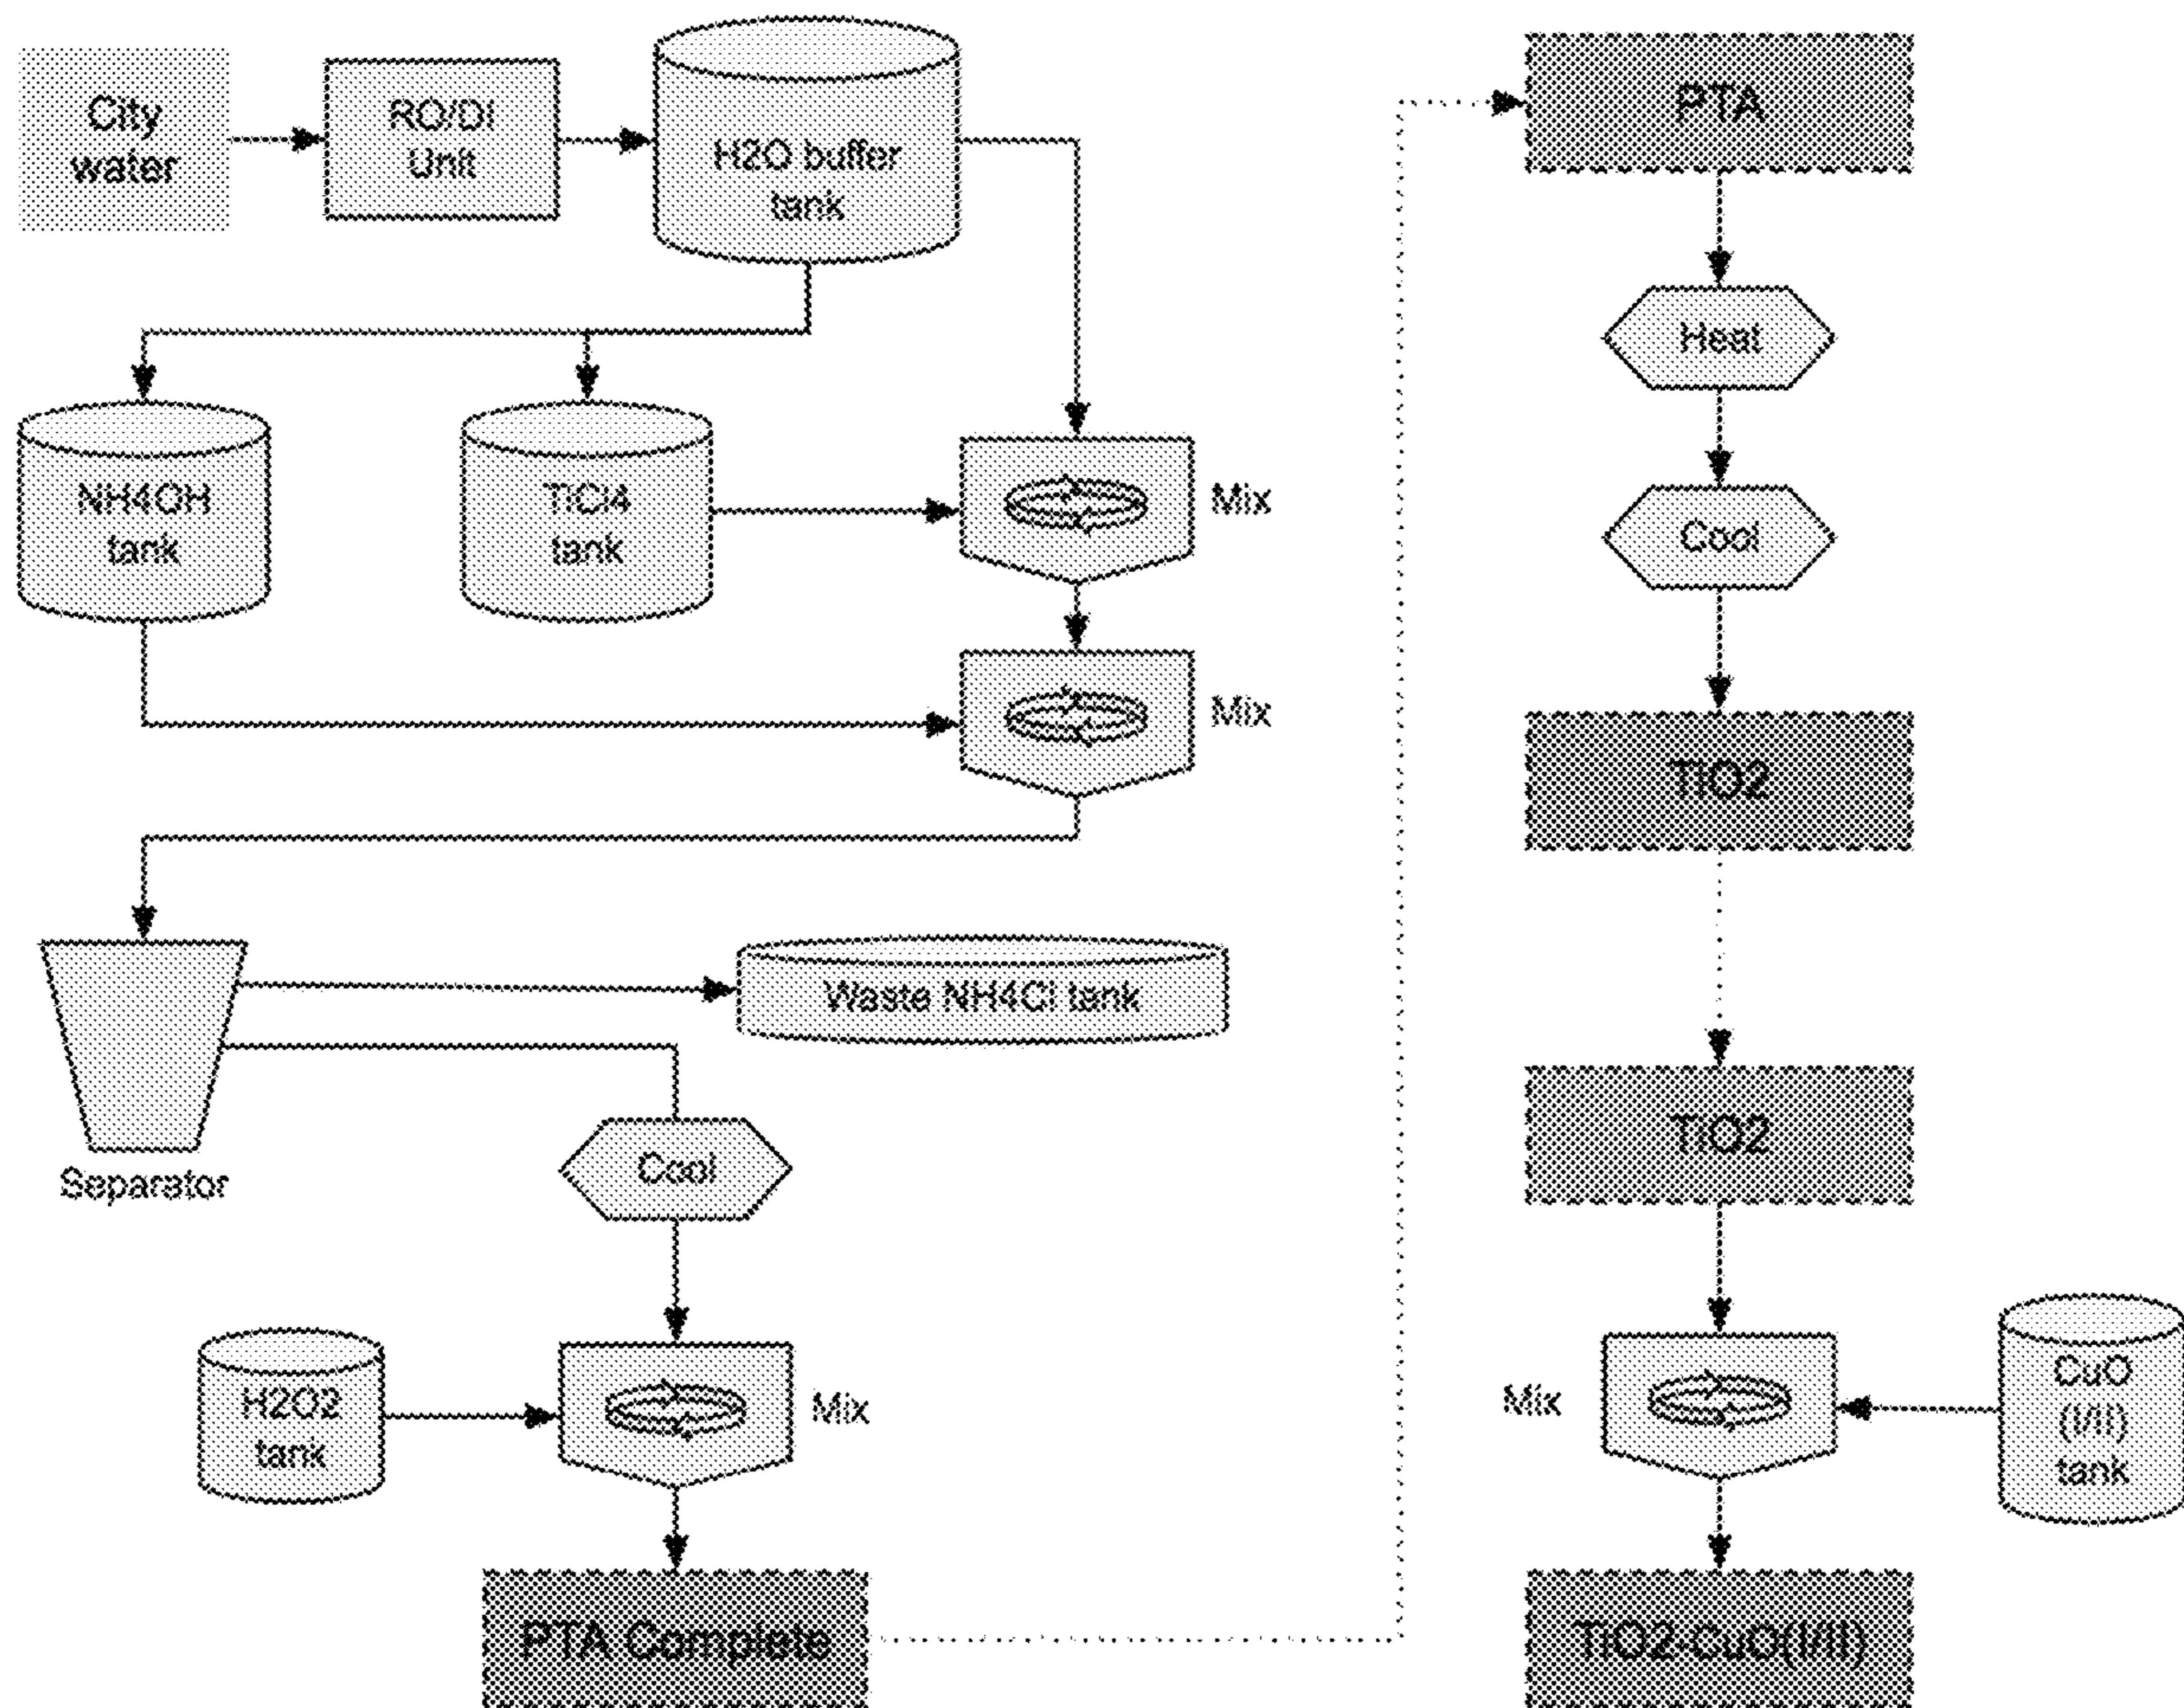 City
water
RO/DI
Unit
H2O buffer
tank
NH4OH
tank
TiCl4
tank
Mix
Mix
Separator
Waste NH4Cl tank
Cool
H2O2
tank
Mix
PTA Complete
PTA
Heat
Cool
TiO2
TiO2
Mix
CuO
(I/II)
tank
TiO2-CuO(I/II)